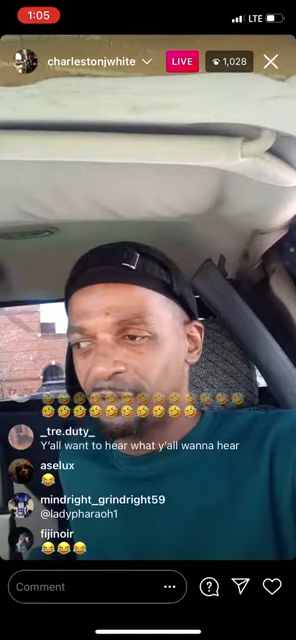 1:05
LTE
charlestonjwhite
LIVE
1,028
_tre.duty_
Y'all want to hear what y'all wanna hear
aselux
mindright_grindright59
@ladypharaoh1
fijinoir
Comment